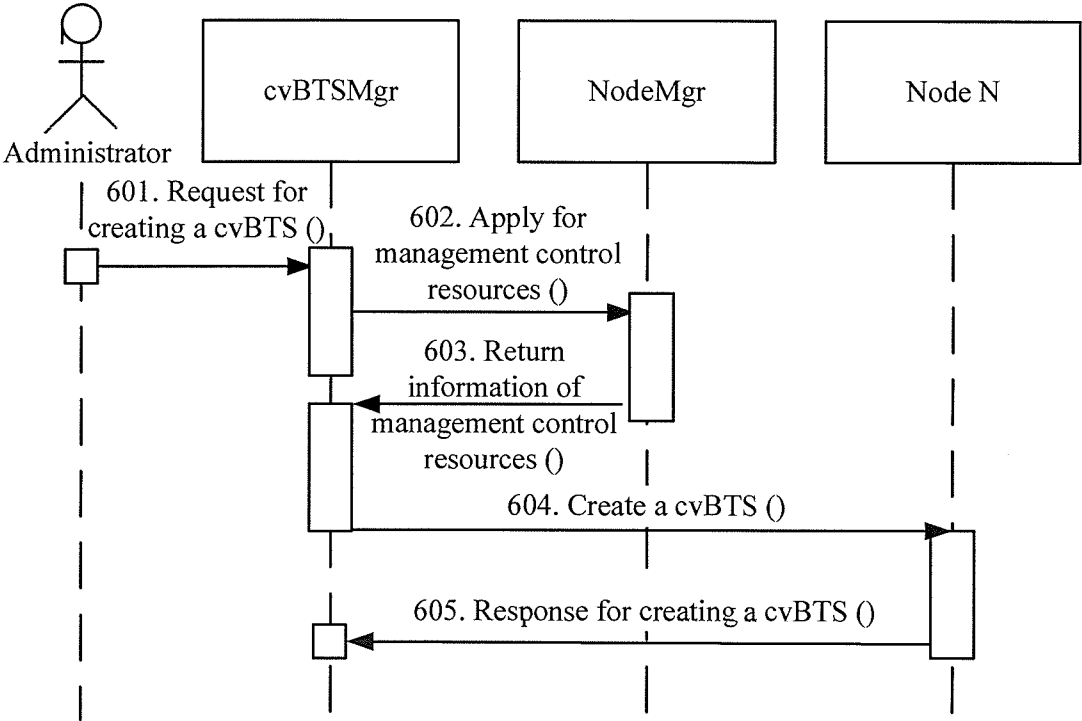 cvBTSMgr
NodeMgr
Node N
Administrator
601. Request for
creating a cvBTS ()
602. Apply for
management control
resources ()
603. Return
information of
management control
resources ()
604. Create a cvBTS ()
605. Response for creating a cvBTS ()